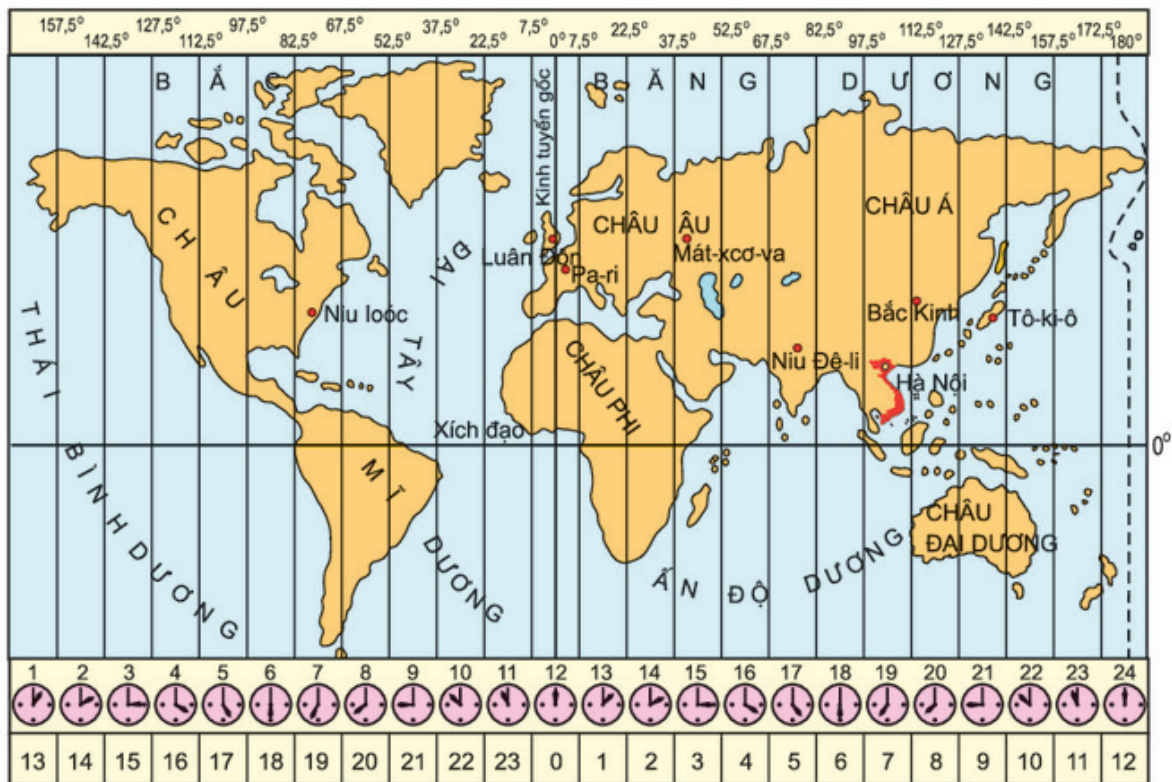 157,5° 127,5° 97,5° 67,5° 37,5° 7,5° 22,5° 52,5° 82,5° 112,5° 142,5° 172,5°
142,5° 112,5° 82,5° 52,5° 22,5° 0° 7,5° 37,5° 67,5° 97,5° 127,5° 157,5° 180°
BẮC BĂNG DƯƠNG
Kinh tuyến gốc
CHÂU
MĨ
CHÂU ÂU
CHÂU Á
Luân Đôn
Pa-ri
Mát-xcơ-va
Niu Ioóc
Bắc Kinh
Tô-ki-ô
Niu Đê-li
Hà Nội
CHÂU PHI
Xích đạo
0°
THÁI
BÌNH DƯƠNG
ĐẠI
TÂY
DƯƠNG
ẤN ĐỘ DƯƠNG
CHÂU
ĐẠI DƯƠNG
1 2 3 4 5 6 7 8 9 10 11 12 13 14 15 16 17 18 19 20 21 22 23 24
13 14 15 16 17 18 19 20 21 22 23 0 1 2 3 4 5 6 7 8 9 10 11 12